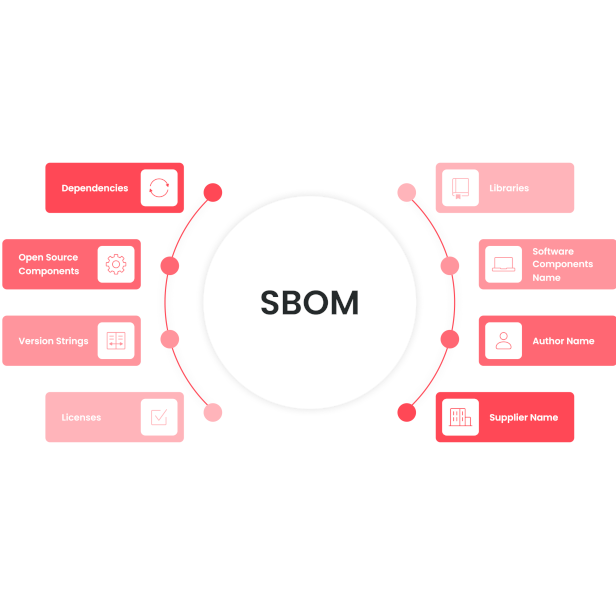 Dependencies
Open Source
Components
Version Strings
Licenses
SBOM
Libraries
Software
Components
Name
Author Name
Supplier Name